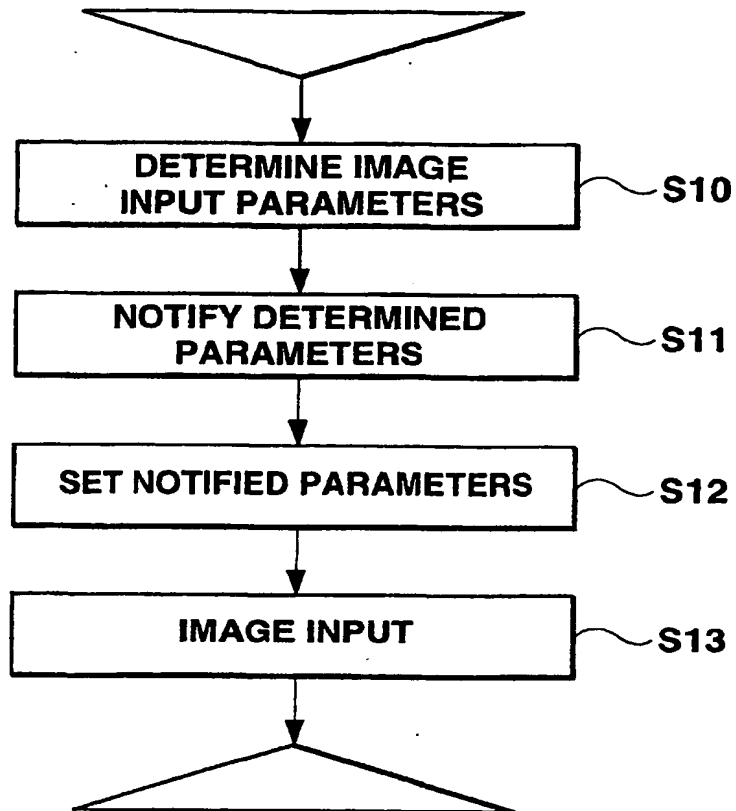 DETERMINE IMAGE
INPUT PARAMETERS
S10
NOTIFY DETERMINED
PARAMETERS
S11
SET NOTIFIED PARAMETERS
S12
IMAGE INPUT
S13